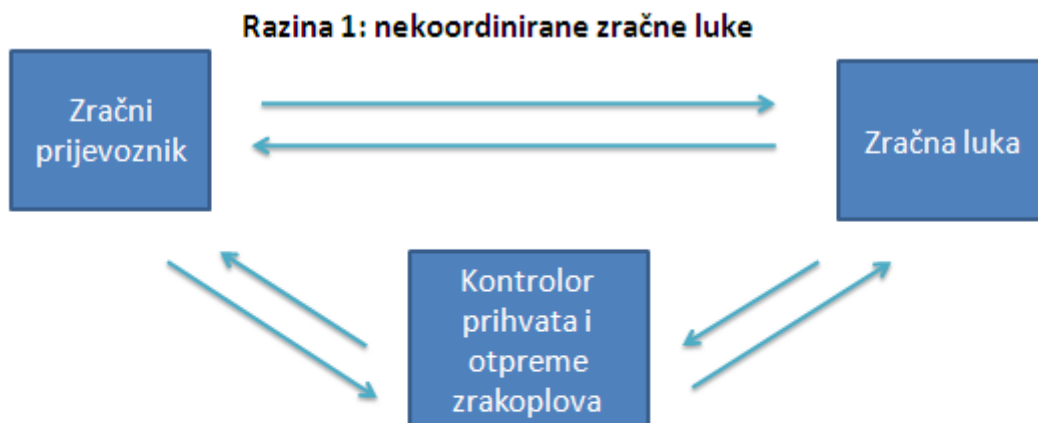 Razina 1: nekoordinirane zračne luke
Zračni
prijevoznik
Zračna luka
Kontrolor
prihvata i
otpreme
zrakoplova